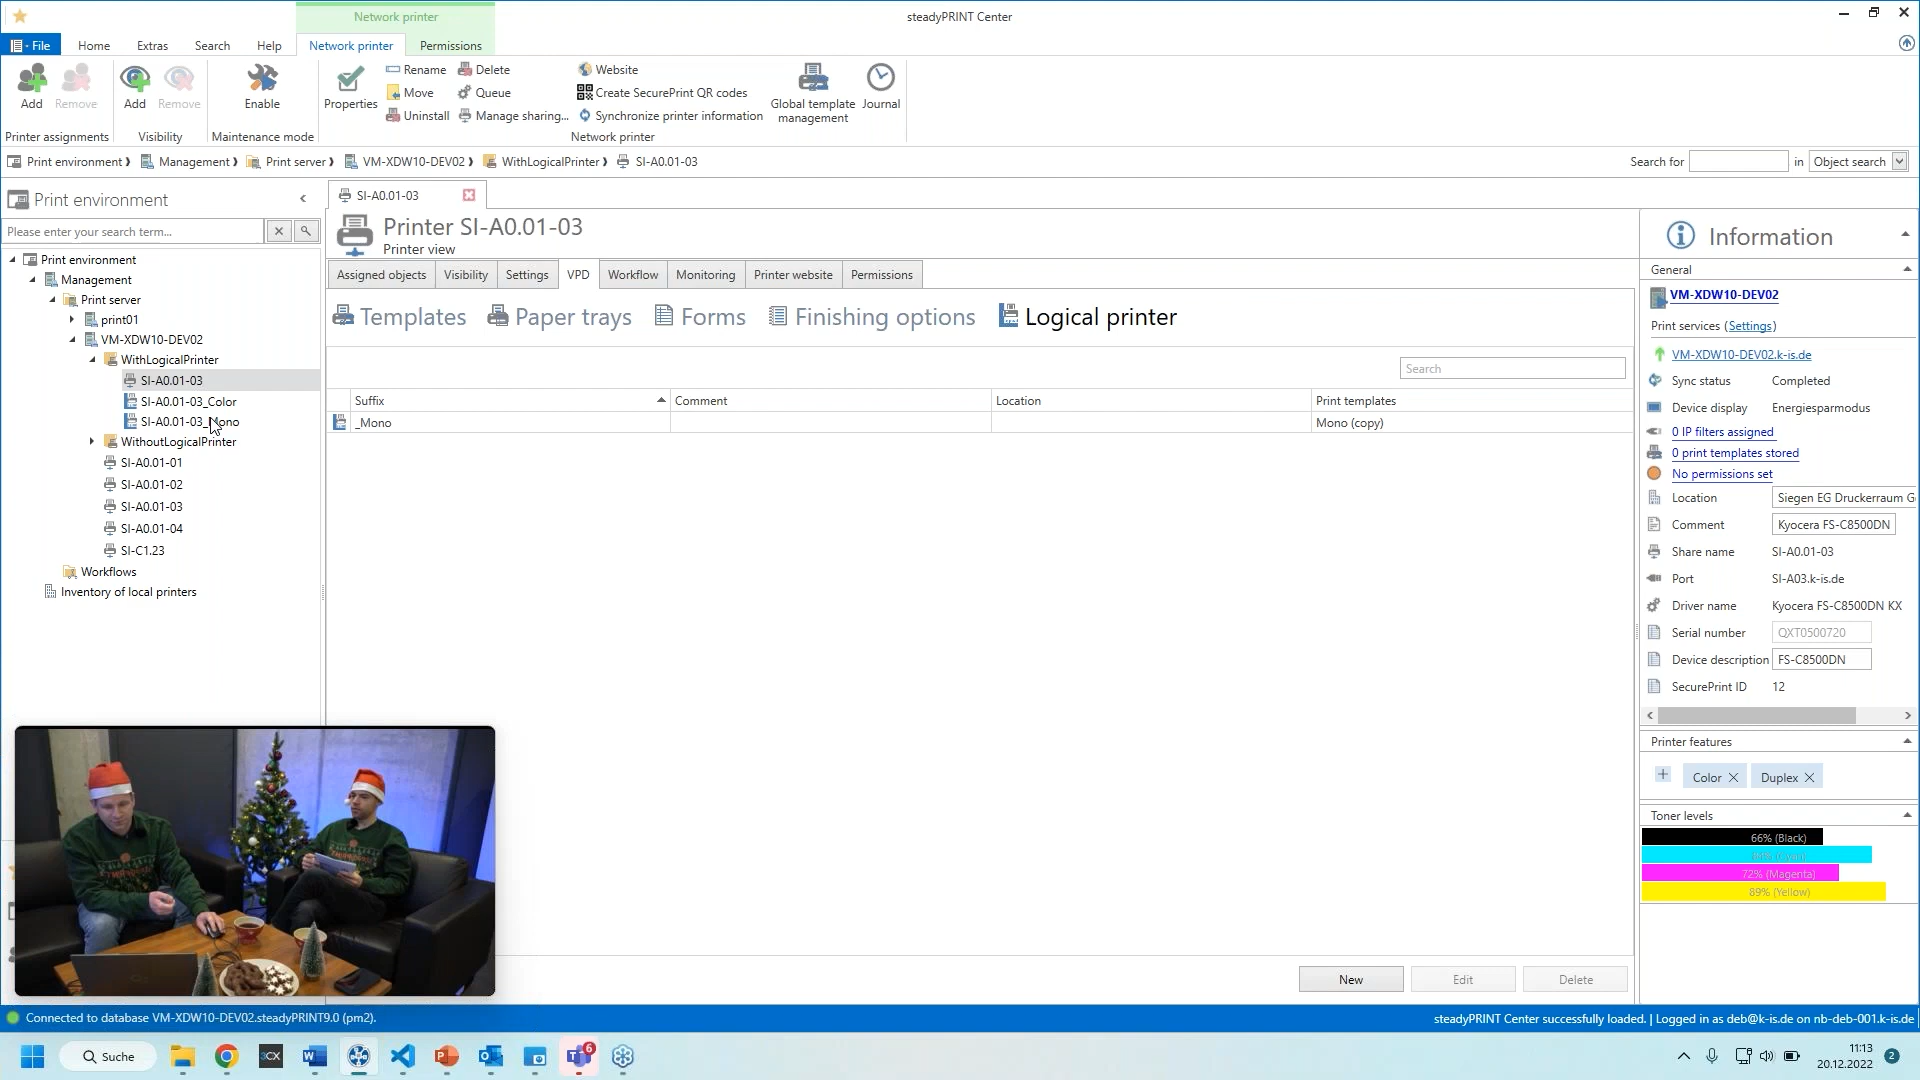 Network printer
steadyPRINT Center
File
Home
Extras
Search
Help
Network printer
Permissions
Add
Remove
Printer assignments
Add
Remove
Visibility
Enable
Maintenance mode
Properties
Rename
Move
Uninstall
Delete
Queue
Manage sharing...
Website
Create SecurePrint QR codes
Synchronize printer information
Global template management
Journal
Network printer
Print environment
Management
Print server
VM-XDW10-DEV02
WithLogicalPrinter
SI-A0.01-03
Search for
in
Object search
Print environment
Please enter your search term...
Print environment
Management
Print server
print01
VM-XDW10-DEV02
WithLogicalPrinter
SI-A0.01-03
SI-A0.01-03_Color
SI-A0.01-03_Mono
WithoutLogicalPrinter
SI-A0.01-01
SI-A0.01-02
SI-A0.01-03
SI-A0.01-04
SI-C1.23
Workflows
Inventory of local printers
SI-A0.01-03
Printer SI-A0.01-03
Printer view
Assigned objects
Visibility
Settings
VPD
Workflow
Monitoring
Printer website
Permissions
Templates
Paper trays
Forms
Finishing options
Logical printer
Search
Suffix
Comment
Location
Print templates
_Mono
Mono (copy)
New
Edit
Delete
Information
General
VM-XDW10-DEV02
Print services (Settings)
VM-XDW10-DEV02.k-is.de
Sync status Completed
Device display Energiesparmodus
0 IP filters assigned
0 print templates stored
No permissions set
Location Siegen EG Druckerraum G
Comment Kyocera FS-C8500DN
Share name SI-A0.01-03
Port SI-A03.k-is.de
Driver name Kyocera FS-C8500DN KX
Serial number QXT0500720
Device description FS-C8500DN
SecurePrint ID 12
Printer features
Color
Duplex
Toner levels
66% (Black)
72% (Magenta)
89% (Yellow)
Connected to database VM-XDW10-DEV02.steadyPRINT9.0 (pm2).
steadyPRINT Center successfully loaded. | Logged in as deb@k-is.de on nb-deb-001.k-is.de
Suche
3CX
6
11:13
20.12.2022
2